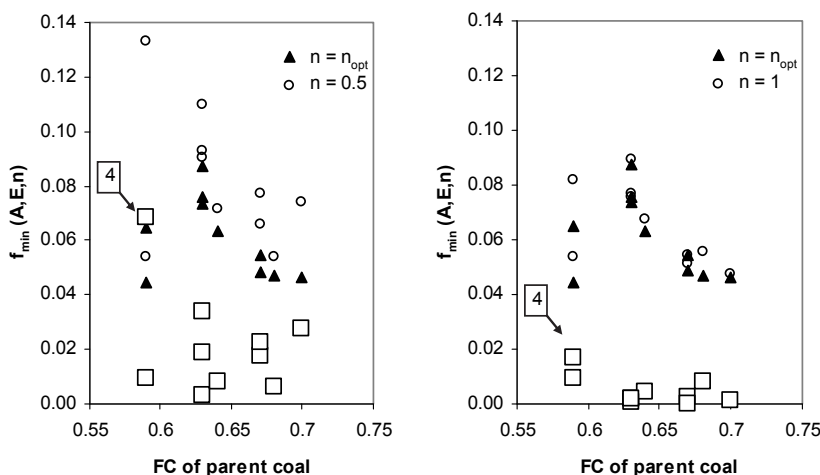 0.14
0.12
0.10
0.08
0.06
0.04
0.02
0.00
f_min (A,E,n)
▲ n = n_opt
○ n = 0.5
4
0.55 0.6 0.65 0.7 0.75
FC of parent coal
0.14
0.12
0.10
0.08
0.06
0.04
0.02
0.00
f_min (A,E,n)
▲ n = n_opt
○ n = 1
4
0.55 0.6 0.65 0.7 0.75
FC of parent coal